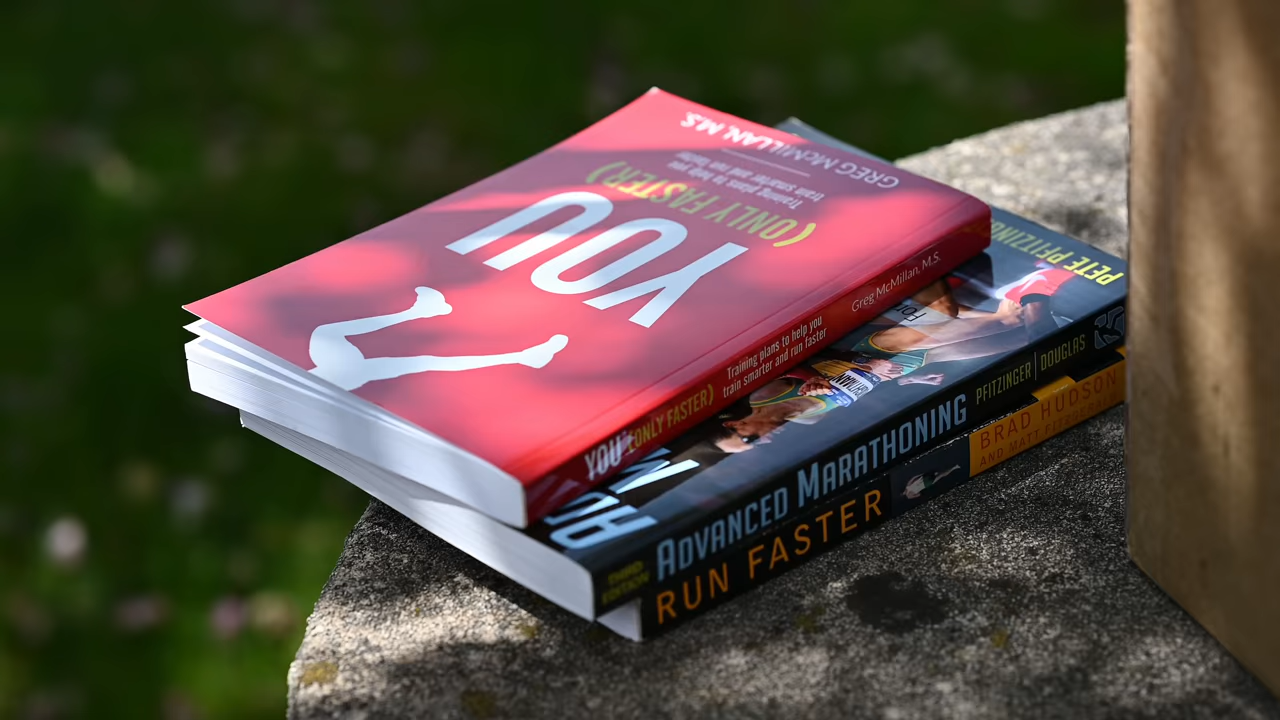 YOU
(ONLY FASTER)
Training plans to help you
train smarter and run faster
GREG McMILLAN, M.S.
YOU (ONLY FASTER)
Training plans to help you
train smarter and run faster
Greg McMillan, M.S.
PETE PFITZING
THIRD
EDITION
ADVANCED MARATHONING
PFITZINGER | DOUGLAS
RUN FASTER
BRAD HUDSON
AND MATT FITZGERALD